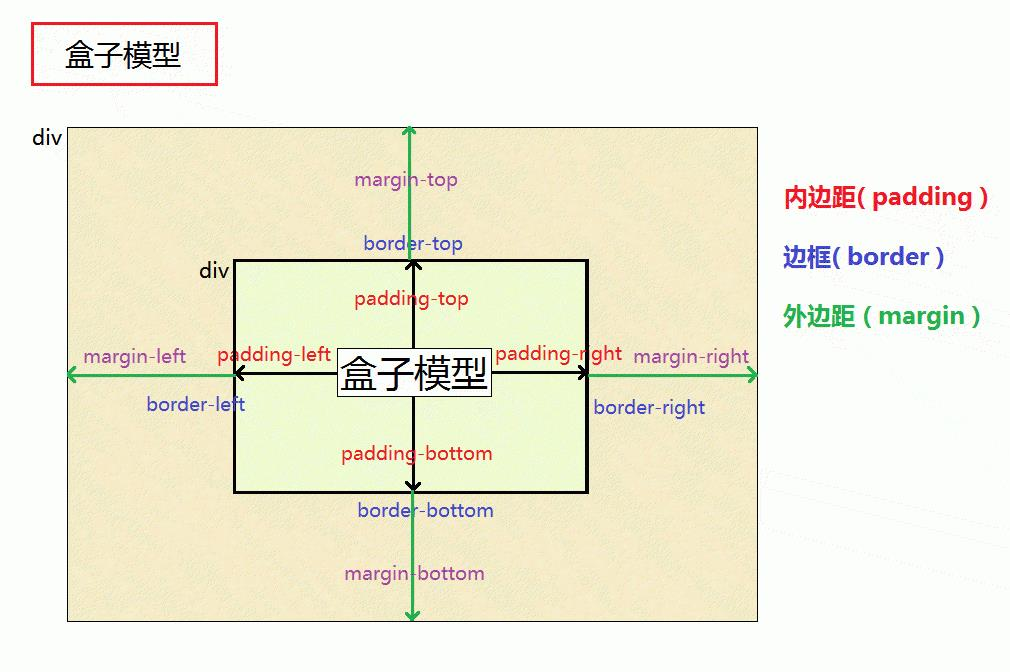 盒子模型
div
margin-top
内边距( padding )
border-top
边框( border )
div
padding-top
外边距 ( margin )
margin-left
padding-left
盒子模型
padding-right
margin-right
border-left
border-right
padding-bottom
border-bottom
margin-bottom